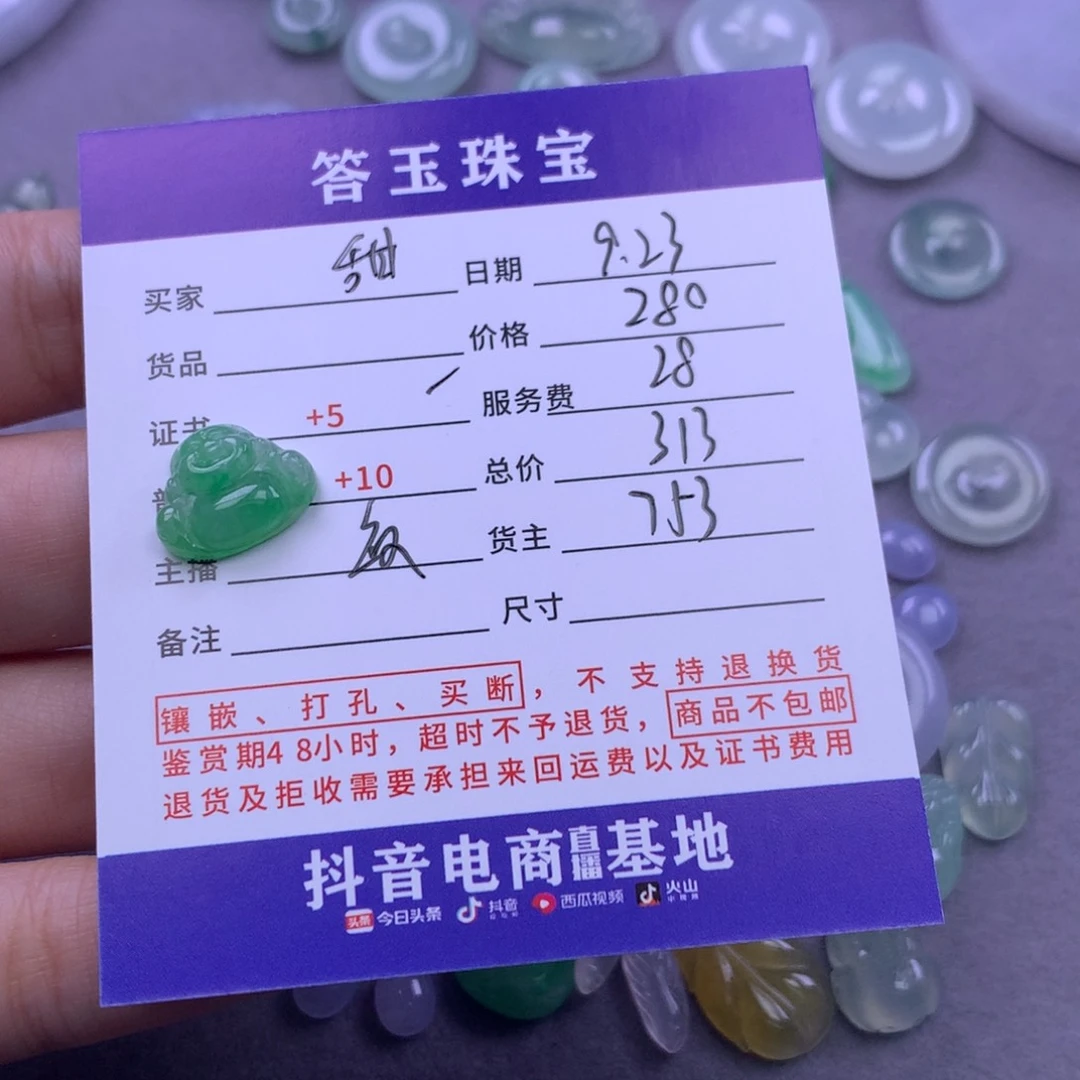 答玉珠宝
买家 甜 日期 9.23
货品 价格 280
证书 +5 服务费 28
+10 总价 313
主播 敏 货主 753
备注 尺寸
镶嵌、打孔、买断，不支持退换货
鉴赏期48小时，超时不予退货，商品不包邮
退货及拒收需要承担来回运费以及证书费用
抖音电商直播基地
头条 今日头条 抖音 西瓜视频 火山